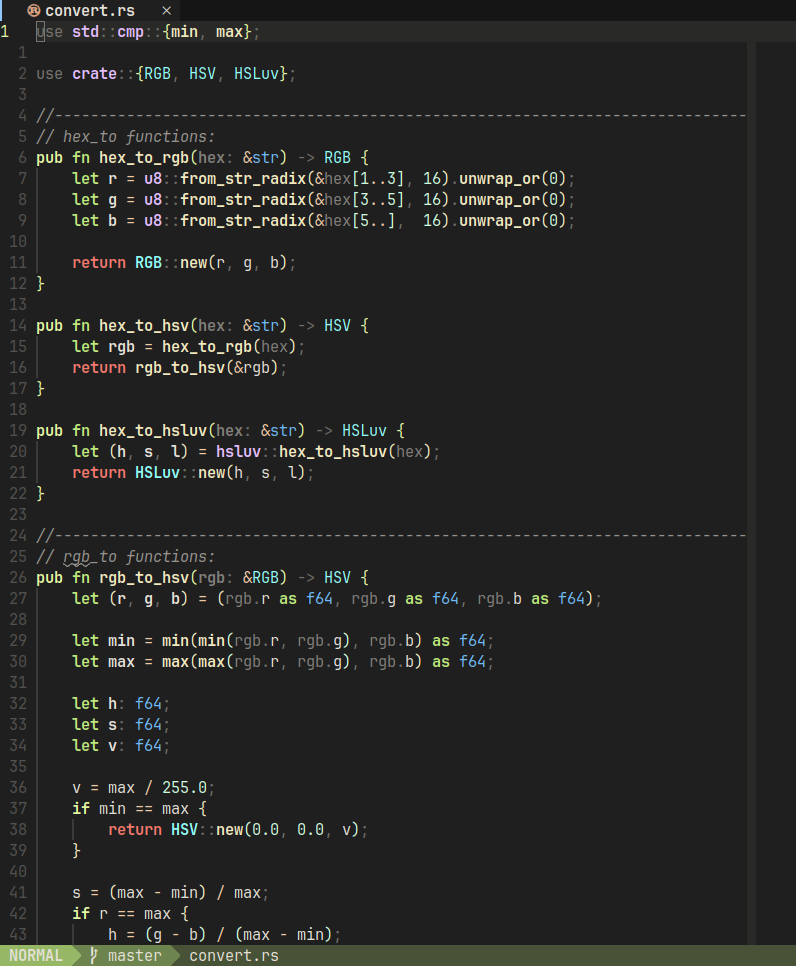 convert.rs ×
1 use std::cmp::{min, max};
1
2 use crate::{RGB, HSV, HSLuv};
3
4 //-----------------------------------------------------------------------------
5 // hex_to functions:
6 pub fn hex_to_rgb(hex: &str) -> RGB {
7     let r = u8::from_str_radix(&hex[1..3], 16).unwrap_or(0);
8     let g = u8::from_str_radix(&hex[3..5], 16).unwrap_or(0);
9     let b = u8::from_str_radix(&hex[5..],  16).unwrap_or(0);
10
11     return RGB::new(r, g, b);
12 }
13
14 pub fn hex_to_hsv(hex: &str) -> HSV {
15     let rgb = hex_to_rgb(hex);
16     return rgb_to_hsv(&rgb);
17 }
18
19 pub fn hex_to_hsluv(hex: &str) -> HSLuv {
20     let (h, s, l) = hsluv::hex_to_hsluv(hex);
21     return HSLuv::new(h, s, l);
22 }
23
24 //-----------------------------------------------------------------------------
25 // rgb_to functions:
26 pub fn rgb_to_hsv(rgb: &RGB) -> HSV {
27     let (r, g, b) = (rgb.r as f64, rgb.g as f64, rgb.b as f64);
28
29     let min = min(min(rgb.r, rgb.g), rgb.b) as f64;
30     let max = max(max(rgb.r, rgb.g), rgb.b) as f64;
31
32     let h: f64;
33     let s: f64;
34     let v: f64;
35
36     v = max / 255.0;
37     if min == max {
38         return HSV::new(0.0, 0.0, v);
39     }
40
41     s = (max - min) / max;
42     if r == max {
43         h = (g - b) / (max - min);
NORMAL master convert.rs